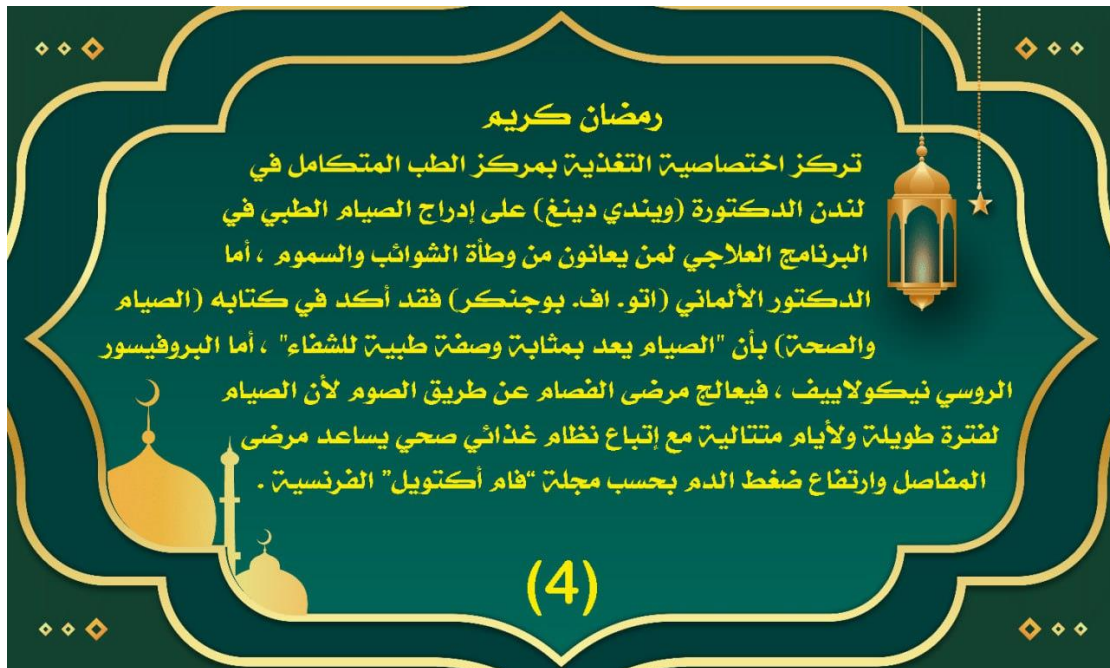 رمضان كريم
تركز اختصاصية التغذية بمركز الطب المتكامل في
لندن الدكتورة (ويندي دينغ) على إدراج الصيام الطبي في
البرنامج العلاجي لمن يعانون من وطأة الشوائب والسموم ، أما
الدكتور الألماني (اتو. اف. بوجنكر) فقد أكد في كتابه (الصيام
والصحة) بأن "الصيام يعد بمثابة وصفة طبية للشفاء" ، أما البروفيسور
الروسي نيكولاييف ، فيعالج مرضى الفصام عن طريق الصوم لأن الصيام
لفترة طويلة ولأيام متتالية مع إتباع نظام غذائي صحي يساعد مرضى
المفاصل وارتفاع ضغط الدم بحسب مجلة “فام أكتويل” الفرنسية .
(4)